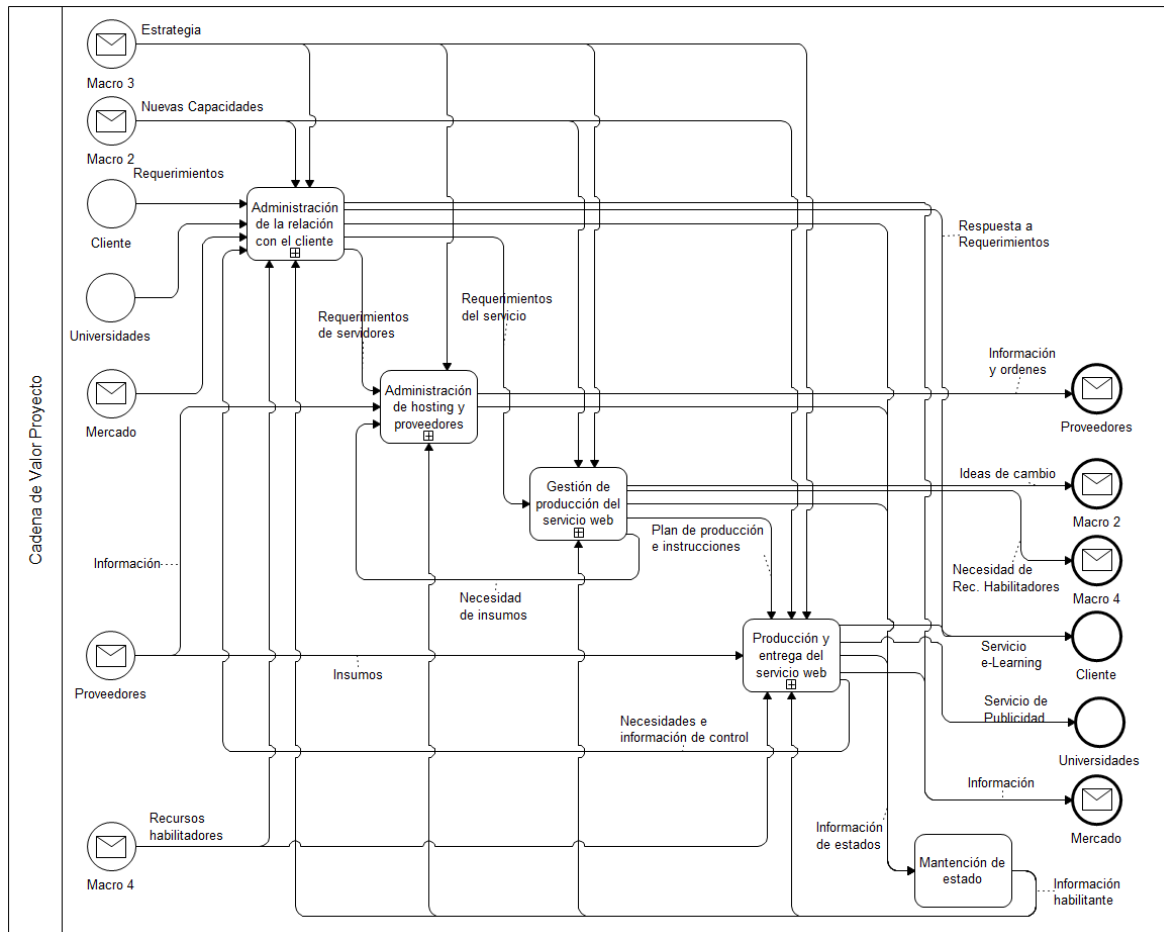 Cadena de Valor Proyecto
Estrategia
Macro 3
Nuevas Capacidades
Macro 2
Requerimientos
Cliente
Universidades
Mercado
Administración
de la relación
con el cliente
Respuesta a
Requerimientos
Requerimientos
de servidores
Requerimientos
del servicio
Información
y ordenes
Administración
de hosting y
proveedores
Proveedores
Ideas de cambio
Macro 2
Gestión de
producción del
servicio web
Plan de producción
e instrucciones
Necesidad de
Rec. Habilitadores
Macro 4
Información
Necesidad
de insumos
Proveedores
Insumos
Producción y
entrega del
servicio web
Servicio
e-Learning
Cliente
Servicio de
Publicidad
Universidades
Necesidades e
información de control
Información
Mercado
Recursos
habilitadores
Macro 4
Información
de estados
Mantención de
estado
Información
habilitante